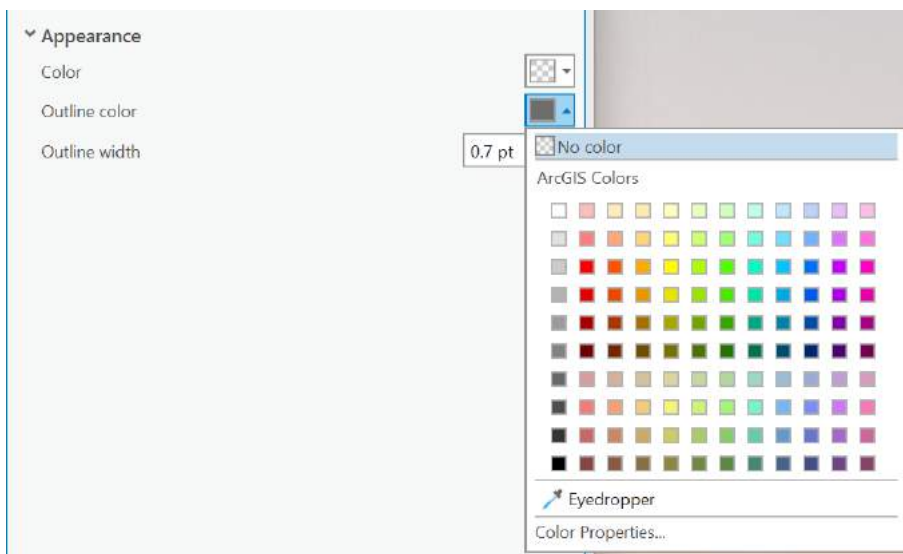 Appearance
Color
Outline color
Outline width
0.7 pt
No color
ArcGIS Colors
Eyedropper
Color Properties...